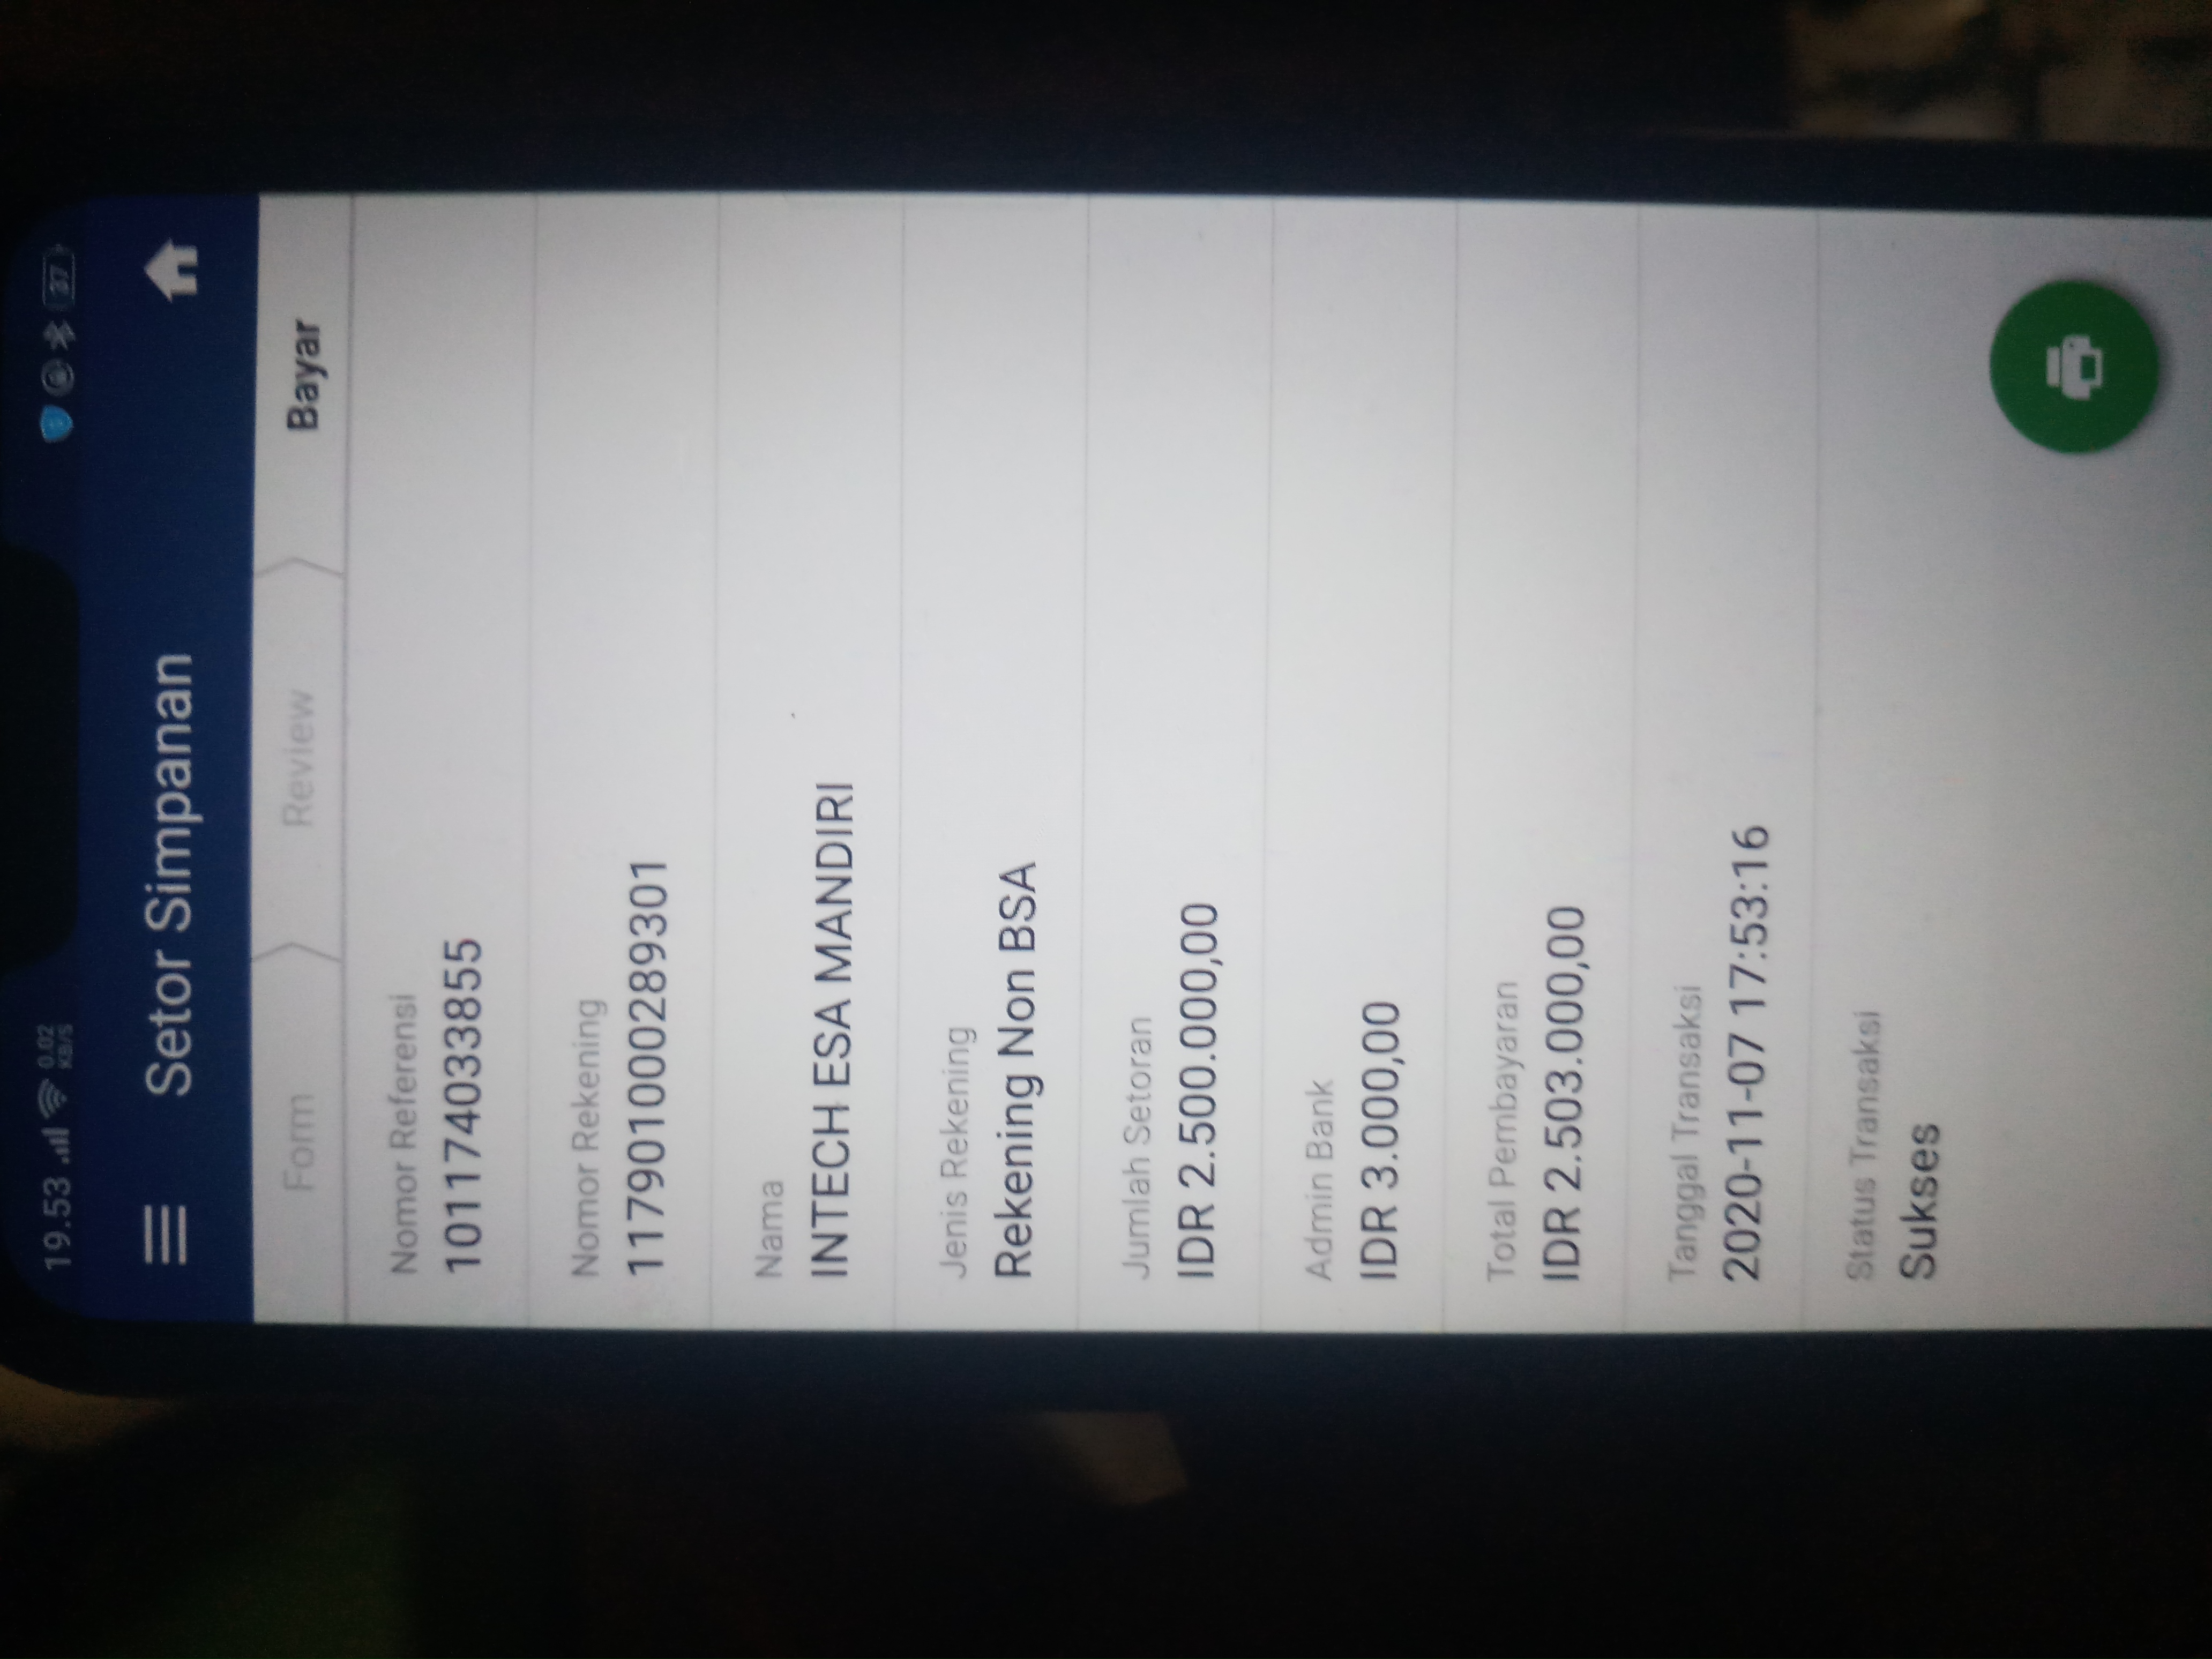 19.53 0.02
KB/S 37
Setor Simpanan
Form Review Bayar
Nomor Referensi
101174033855
Nomor Rekening
117901000289301
Nama
INTECH ESA MANDIRI
Jenis Rekening
Rekening Non BSA
Jumlah Setoran
IDR 2.500.000,00
Admin Bank
IDR 3.000,00
Total Pembayaran
IDR 2.503.000,00
Tanggal Transaksi
2020-11-07 17:53:16
Status Transaksi
Sukses